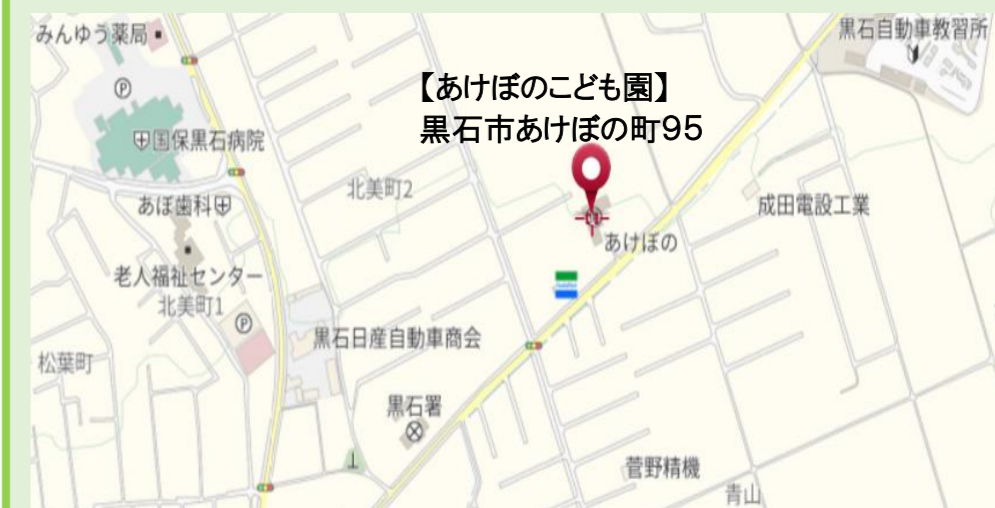 みんゆう薬局
黒石自動車教習所
【あけぼのこども園】
黒石市あけぼの町95
P
国保黒石病院
北美町2
あぼ歯科
成田電設工業
あけぼの
老人福祉センター
北美町1
P
黒石日産自動車商会
松葉町
黒石署
菅野精機
青山